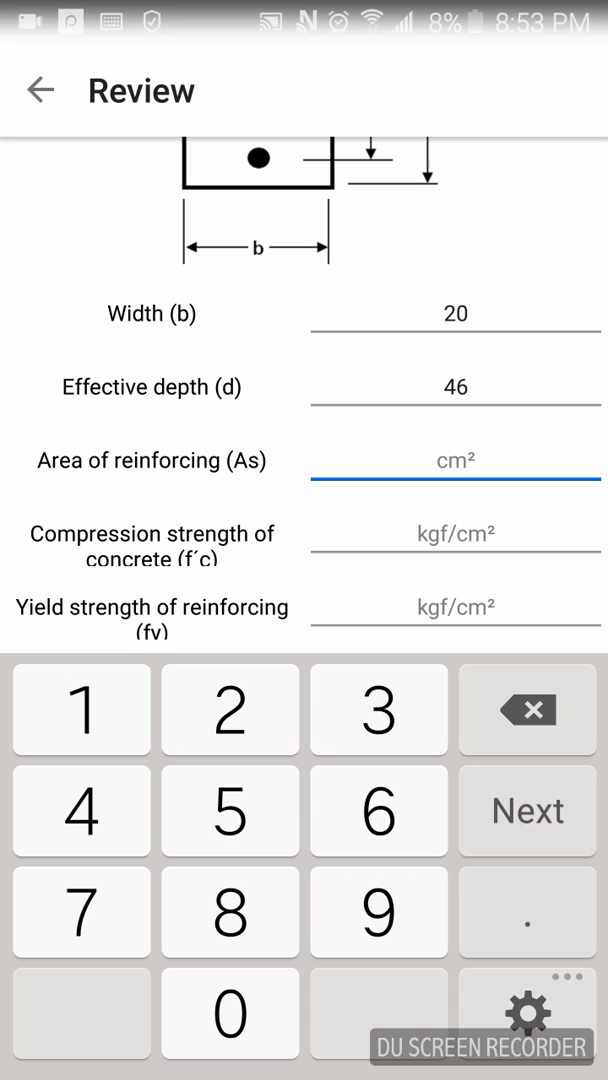 8% 8:53 PM
Review
b
Width (b) 20
Effective depth (d) 46
Area of reinforcing (As) cm²
Compression strength of
concrete (f´c) kgf/cm²
Yield strength of reinforcing
(fy) kgf/cm²
1 2 3
4 5 6 Next
7 8 9 .
0
DU SCREEN RECORDER